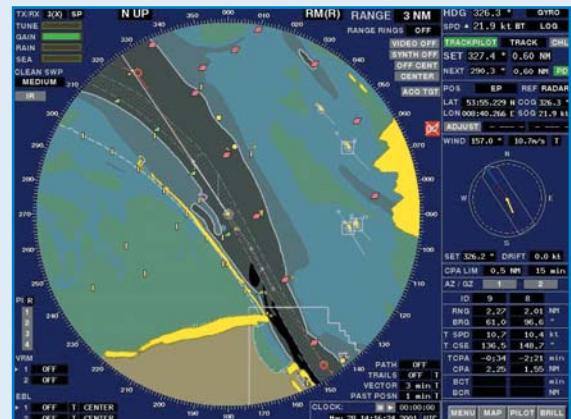 TX/RX 3(X) SP
N UP
RM(R)
RANGE 3 NM
RANGE RINGS OFF
TUNE
GAIN
RAIN
SEA
CLEAN SWP
MEDIUM
IR
VIDEO OFF
SYNTH OFF
OFF CENT
CENTER
ACQ TGT
HDG 326.3 ° GYRO
SPD 21.9 kt BT LOG
TRACKPILOT TRACK CHL
SET 327.4 ° 0.60 NM
NEXT 290.3 ° 0.60 NM
POS EP REF RADAR
LAT 53:55.229 N COG 326.3 °
LON 008:40.266 E SOG 21.9 kt
ADJUST
WIND 157.0 ° 10.7m/s T
N
W
E
S
SET 326.2 ° DRIFT 0.0 kt
CPA LIM 0.5 NM 15 min
AZ / GZ 1 2
ID 9 8
RNG 2.27 2.01 NM
BRG 61.0 96.6 °
T SPD 10.7 10.4 kt
T CSE 136.5 148.7 °
TCPA -0:34 -2:21 min
CPA 2.25 1.55 NM
BCT min
BCR NM
MENU MAP PILOT BRILL
PI R
1
2
3
4
VRM
1 OFF
2 OFF
EBL
1 OFF T CENTER
2 OFF T CENTER
PATH OFF
TRAILS OFF T
VECTOR 3 min T
PAST POSN 1 min T
CLOCK: 00:00:00